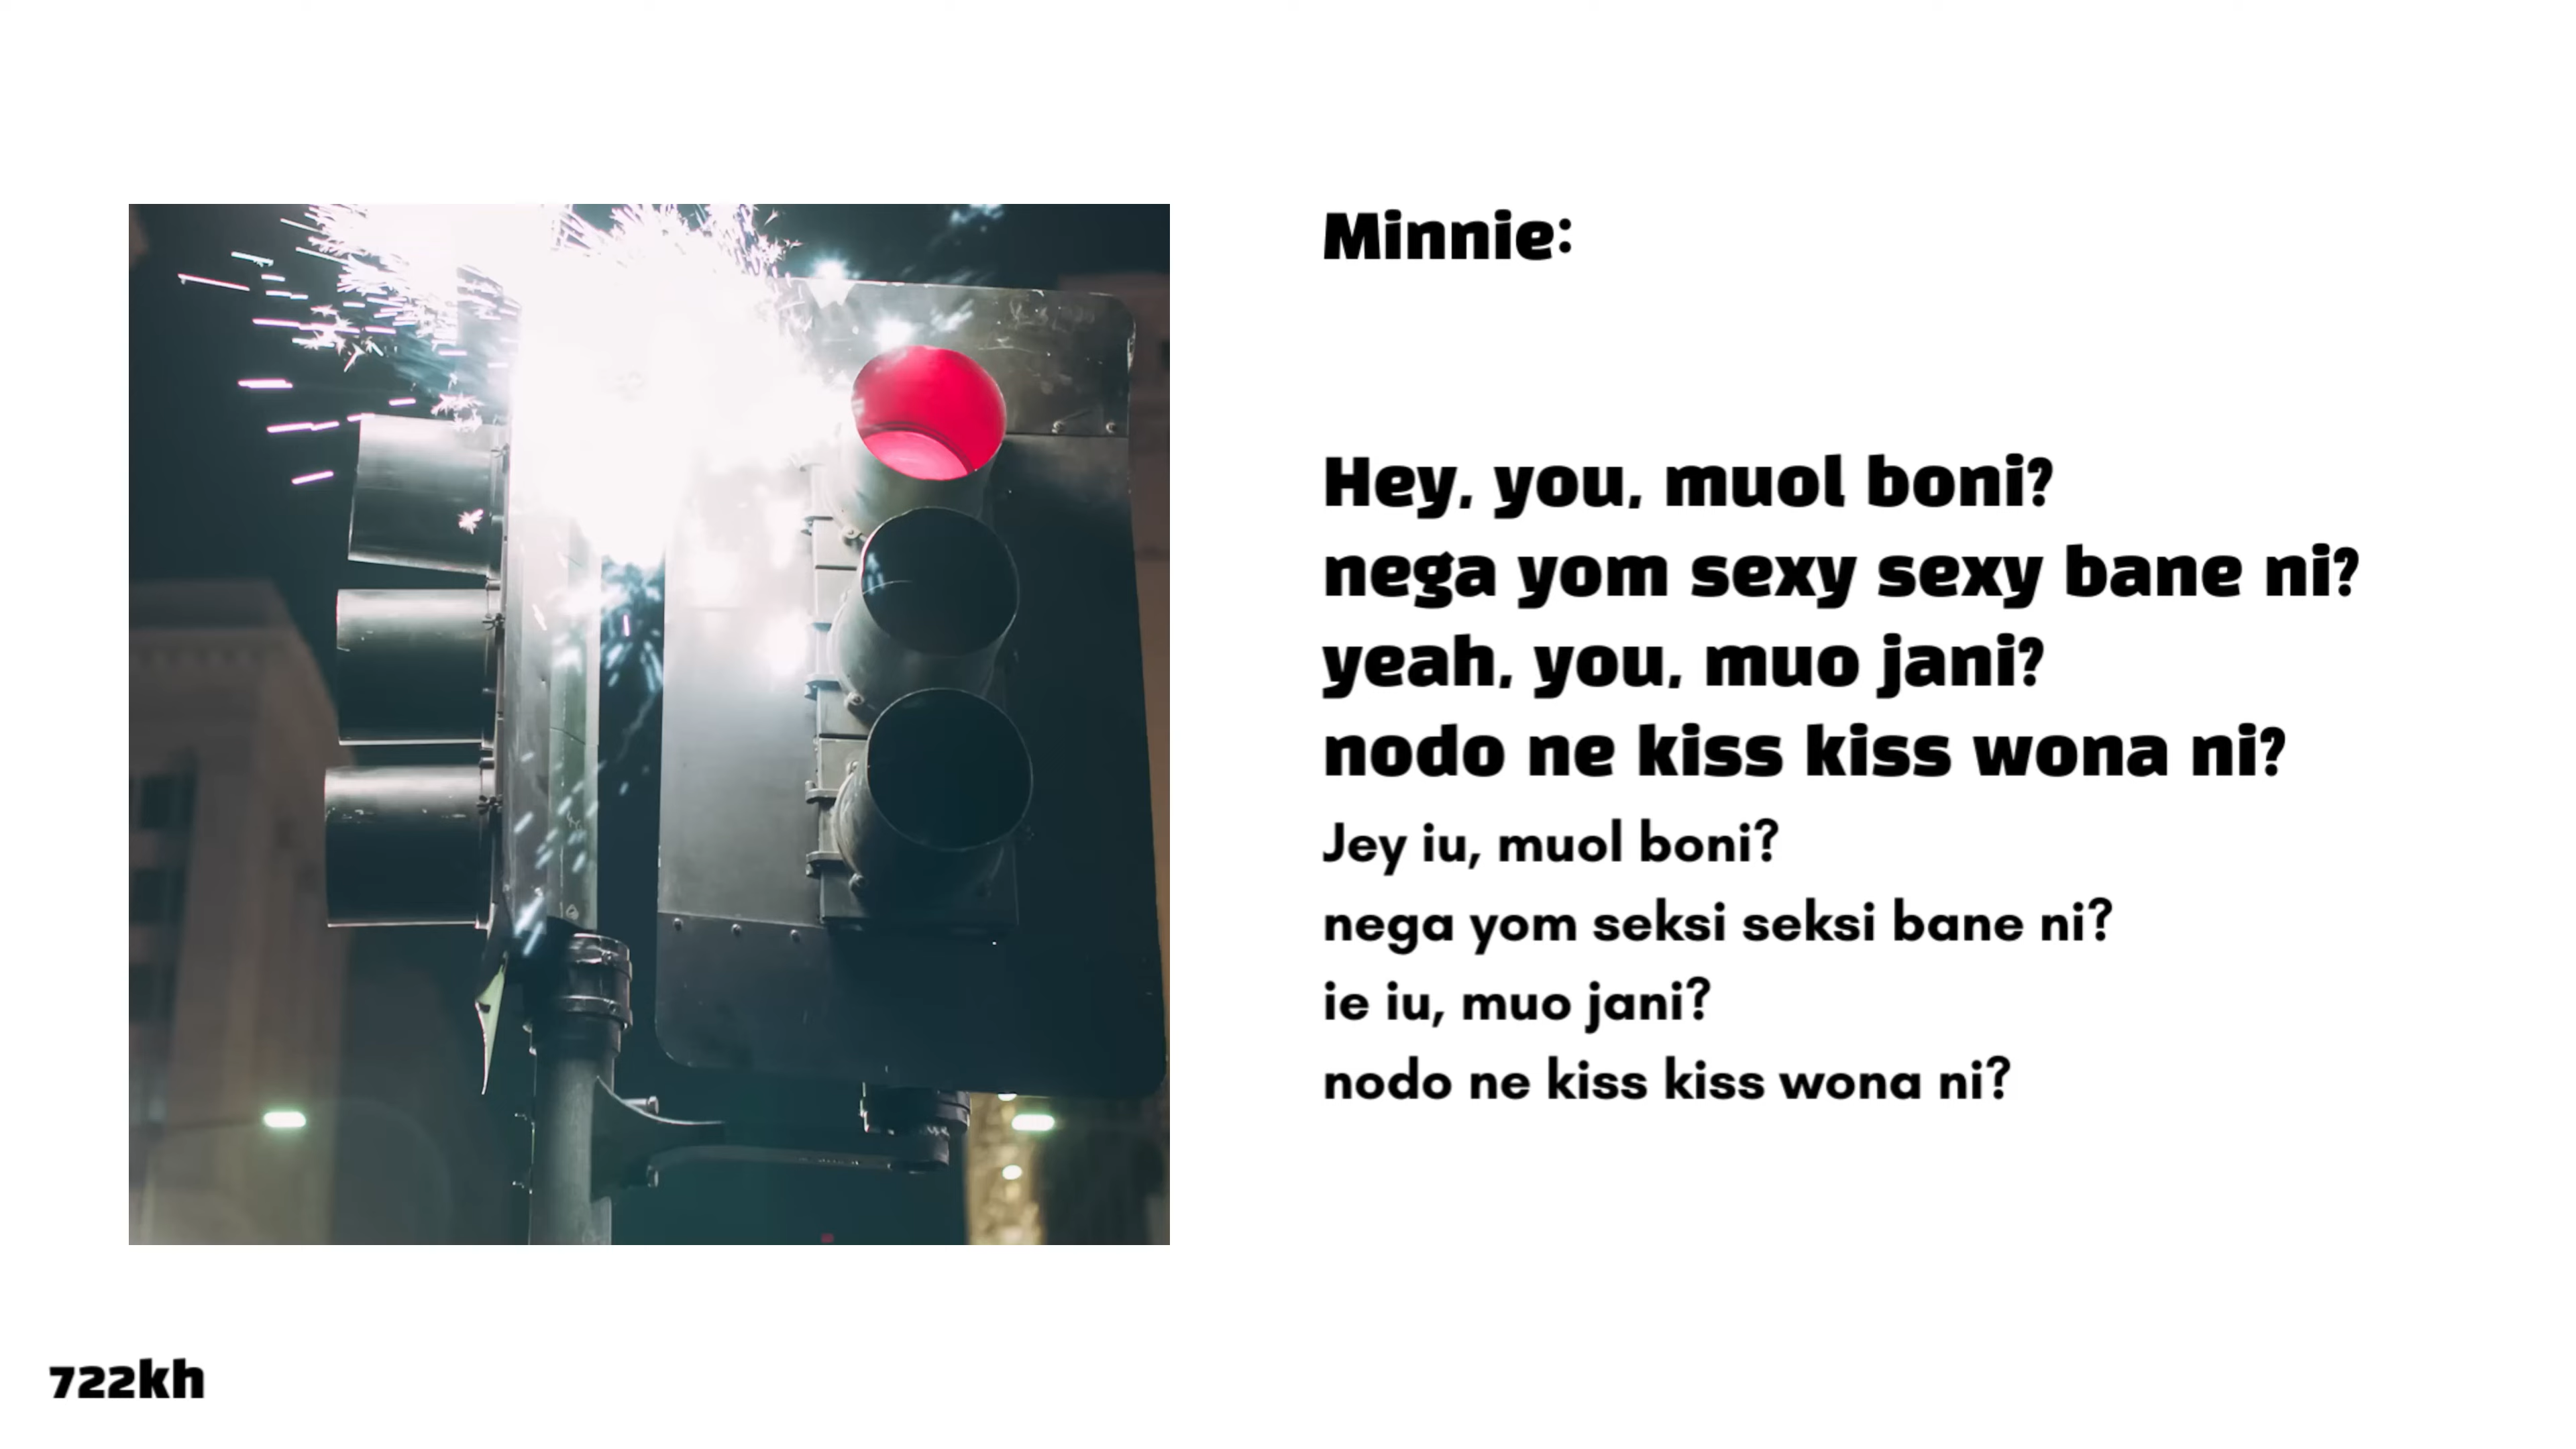 Minnie:
Hey, you, muol boni?
nega yom sexy sexy bane ni?
yeah, you, muo jani?
nodo ne kiss kiss wona ni?
Jey iu, muol boni?
nega yom seksi seksi bane ni?
ie iu, muo jani?
nodo ne kiss kiss wona ni?
722kh